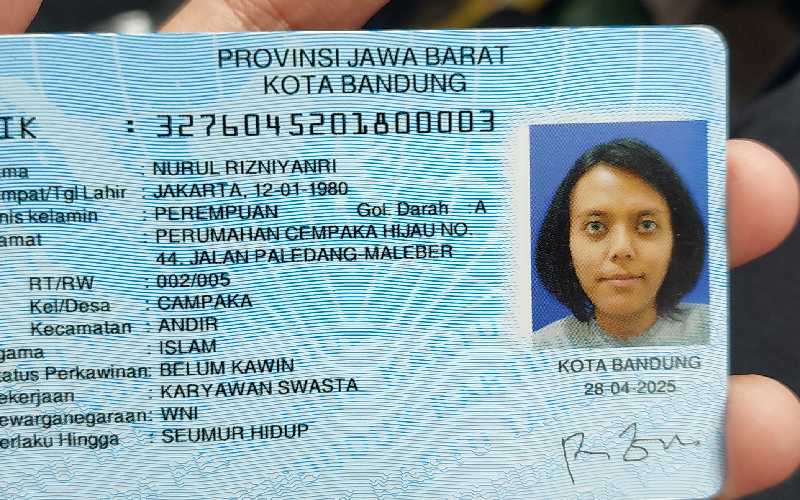 PROVINSI JAWA BARAT
KOTA BANDUNG
IK : 3276045201800003
ma : NURUL RIZNIYANRI
mpat/Tgl Lahir : JAKARTA, 12-01-1980
nis kelamin : PEREMPUAN Gol. Darah : A
amat : PERUMAHAN CEMPAKA HIJAU NO.
44. JALAN PALEDANG-MALEBER
RT/RW : 002/005
Kel/Desa : CAMPAKA
Kecamatan : ANDIR
gama : ISLAM
tatus Perkawinan: BELUM KAWIN
ekerjaan : KARYAWAN SWASTA
ewarganegaraan: WNI
erlaku Hingga : SEUMUR HIDUP
KOTA BANDUNG
28-04-2025